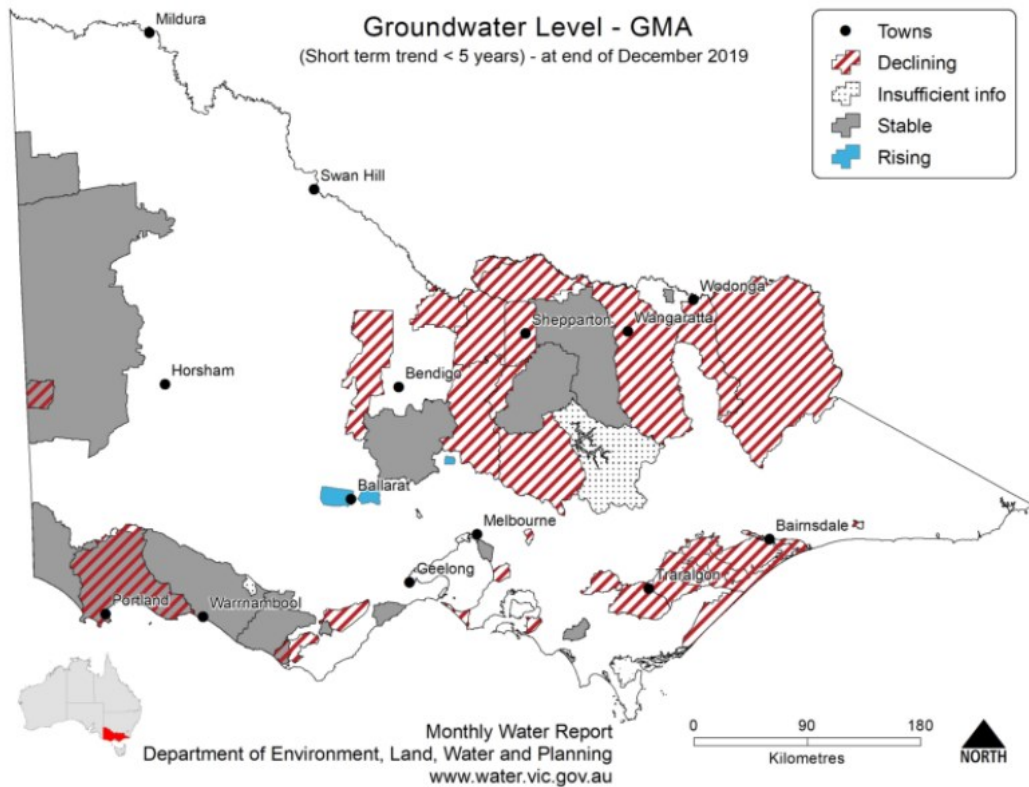 Groundwater Level - GMA
(Short term trend < 5 years) - at end of December 2019
Towns
Declining
Insufficient info
Stable
Rising
Mildura
Swan Hill
Wodonga
Shepparton
Wangaratta
Horsham
Bendigo
Ballarat
Melbourne
Bairnsdale
Geelong
Traralgon
Portland
Warrnambool
Monthly Water Report
Department of Environment, Land, Water and Planning
www.water.vic.gov.au
0 90 180
Kilometres
NORTH